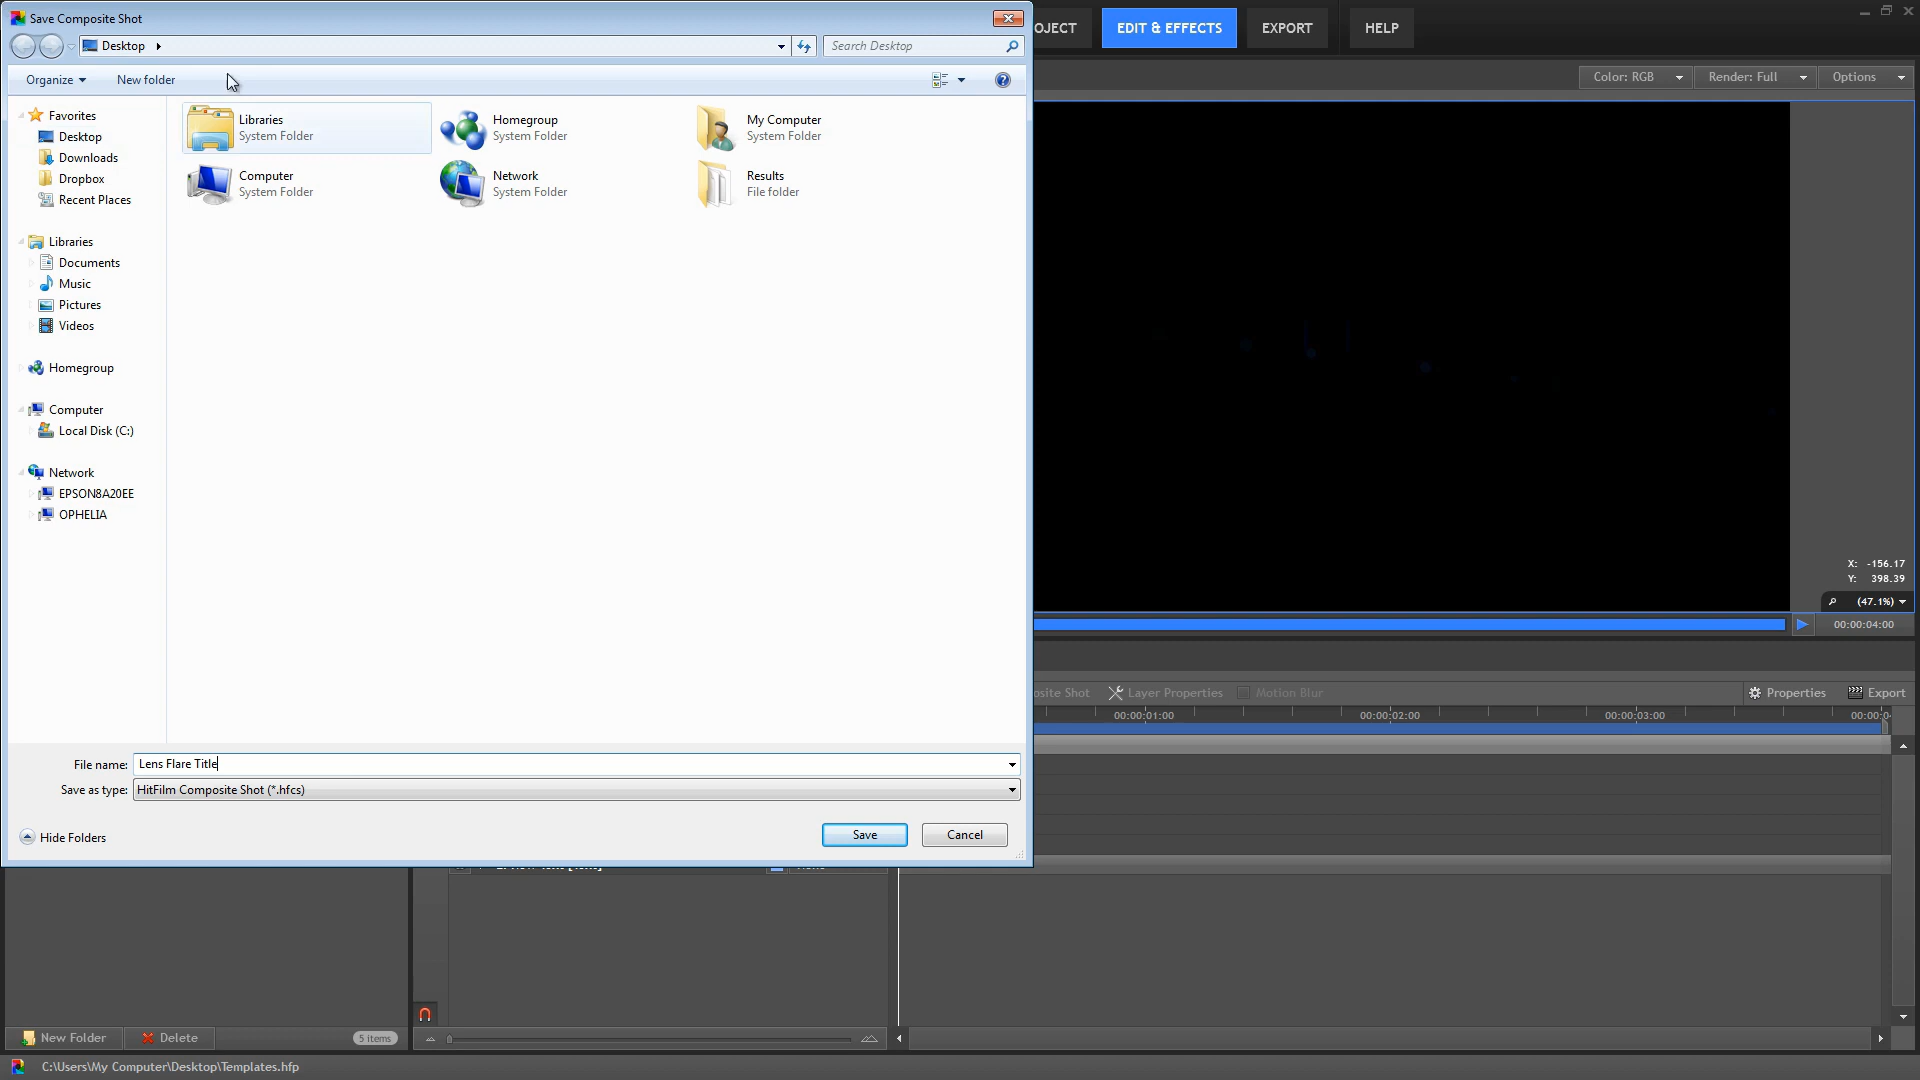 Save Composite Shot
Desktop
Search Desktop
Organize
New folder
Favorites
Desktop
Downloads
Dropbox
Recent Places
Libraries
Documents
Music
Pictures
Videos
Homegroup
Computer
Local Disk (C:)
Network
EPSON8A20EE
OPHELIA
Libraries
System Folder
Homegroup
System Folder
My Computer
System Folder
Computer
System Folder
Network
System Folder
Results
File folder
File name: Lens Flare Title
Save as type: HitFilm Composite Shot (*.hfcs)
Hide Folders
Save
Cancel
OJECT
EDIT & EFFECTS
EXPORT
HELP
Color: RGB
Render: Full
Options
X: -156.17
Y: 398.39
(47.1%)
00:00:04:00
osite Shot
Layer Properties
Motion Blur
Properties
Export
00:00:01:00
00:00:02:00
00:00:03:00
00:00:0
New Folder
Delete
5 items
C:\Users\My Computer\Desktop\Templates.hfp